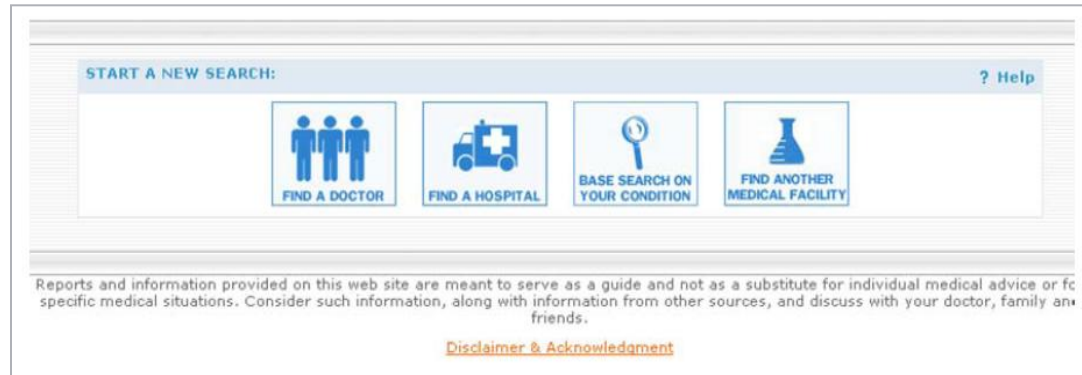 START A NEW SEARCH:
? Help
FIND A DOCTOR
FIND A HOSPITAL
BASE SEARCH ON
YOUR CONDITION
FIND ANOTHER
MEDICAL FACILITY
Reports and information provided on this web site are meant to serve as a guide and not as a substitute for individual medical advice or
specific medical situations. Consider such information, along with information from other sources, and discuss with your doctor, family
friends.
Disclaimer & Acknowledgment